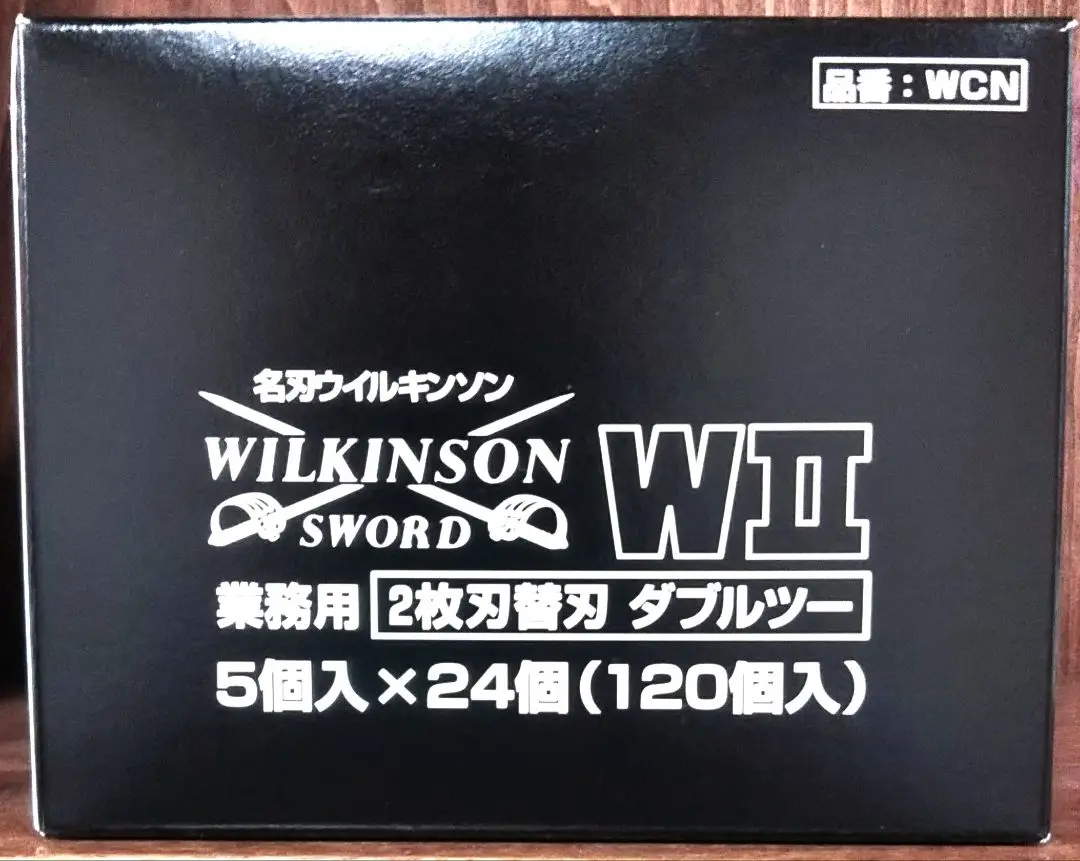 品番：WCN
名刃ウイルキンソン
WILKINSON
SWORD
WII
業務用 2枚刃替刃 ダブルツー
5個入×24個(120個入)